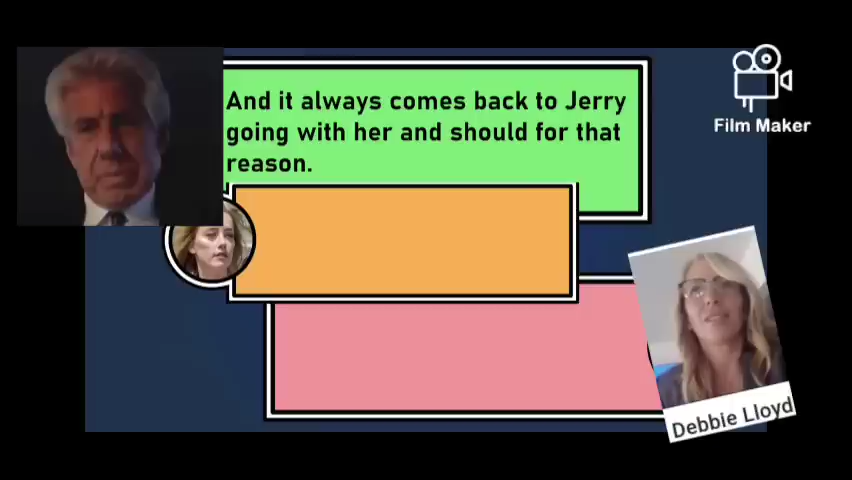 And it always comes back to Jerry
going with her and should for that
reason.
Film Maker
Debbie Lloyd